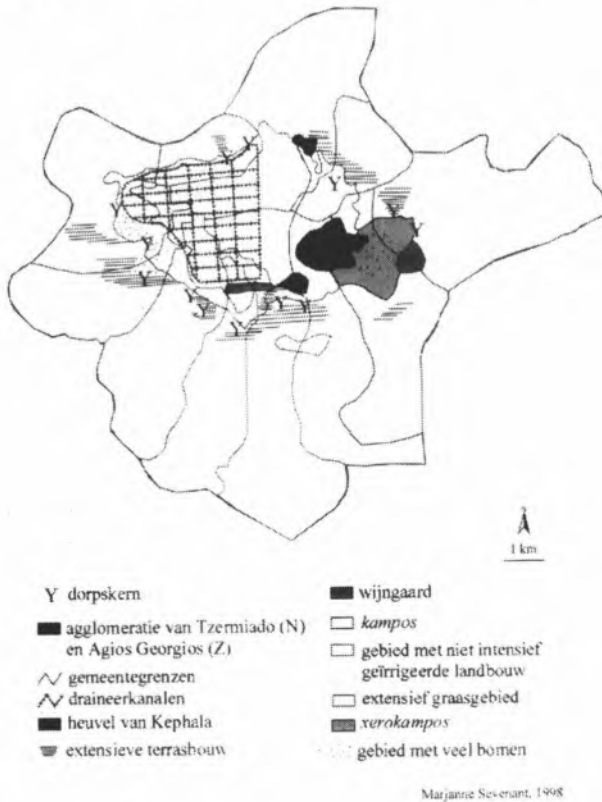 1 km
Y dorpskern
agglomeratie van Tzermiado (N)
en Agios Georgios (Z)
gemeentegrenzen
draineerkanalen
heuvel van Kephala
extensieve terrasbouw
wijngaard
kampos
gebied met niet intensief
geïrrigeerde landbouw
extensief graasgebied
xerokampos
gebied met veel bomen
Marjanne Sevenant, 1998